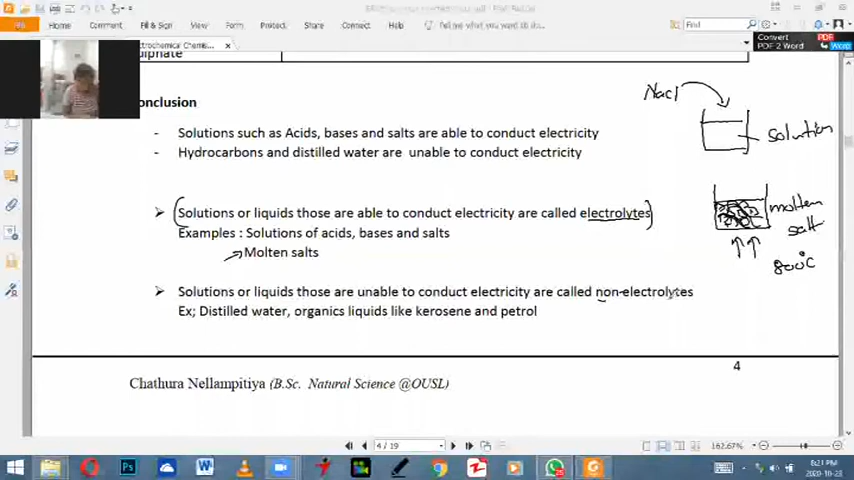 Home Comment Fill & Sign View Form Protect Share Connect Help Tell me what you want to do...
Find
Convert PDF
PDF 2 Word Word
trochemical Chemis...
ulphate
onclusion
- Solutions such as Acids, bases and salts are able to conduct electricity
- Hydrocarbons and distilled water are unable to conduct electricity
Solutions or liquids those are able to conduct electricity are called electrolytes
Examples : Solutions of acids, bases and salts
Molten salts
Solutions or liquids those are unable to conduct electricity are called non-electrolytes
Ex; Distilled water, organics liquids like kerosene and petrol
NaCl
solution
molten
salt
800°C
4
Chathura Nellampitiya (B.Sc. Natural Science @OUSL)
4 / 19
162.67%
8:21 PM
2020-10-23